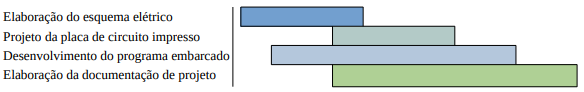 Elaboração do esquema elétrico
Projeto da placa de circuito impresso
Desenvolvimento do programa embarcado
Elaboração da documentação de projeto